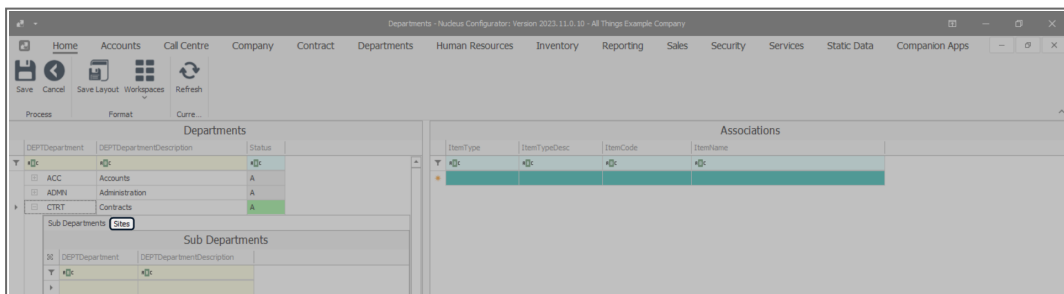 Departments - Nucleus Configurator: Version 2023.11.0.10 - All Things Example Company
Home Accounts Call Centre Company Contract Departments Human Resources Inventory Reporting Sales Security Services Static Data Companion Apps
Save Cancel Save Layout Workspaces Refresh
Process Format Curre...
Departments Associations
DEPTDepartment DEPTDepartmentDescription Status ItemType ItemTypeDesc ItemCode ItemName
ACC Accounts A
ADMN Administration A
CTRT Contracts A
Sub Departments Sites
Sub Departments
DEPTDepartment DEPTDepartmentDescription